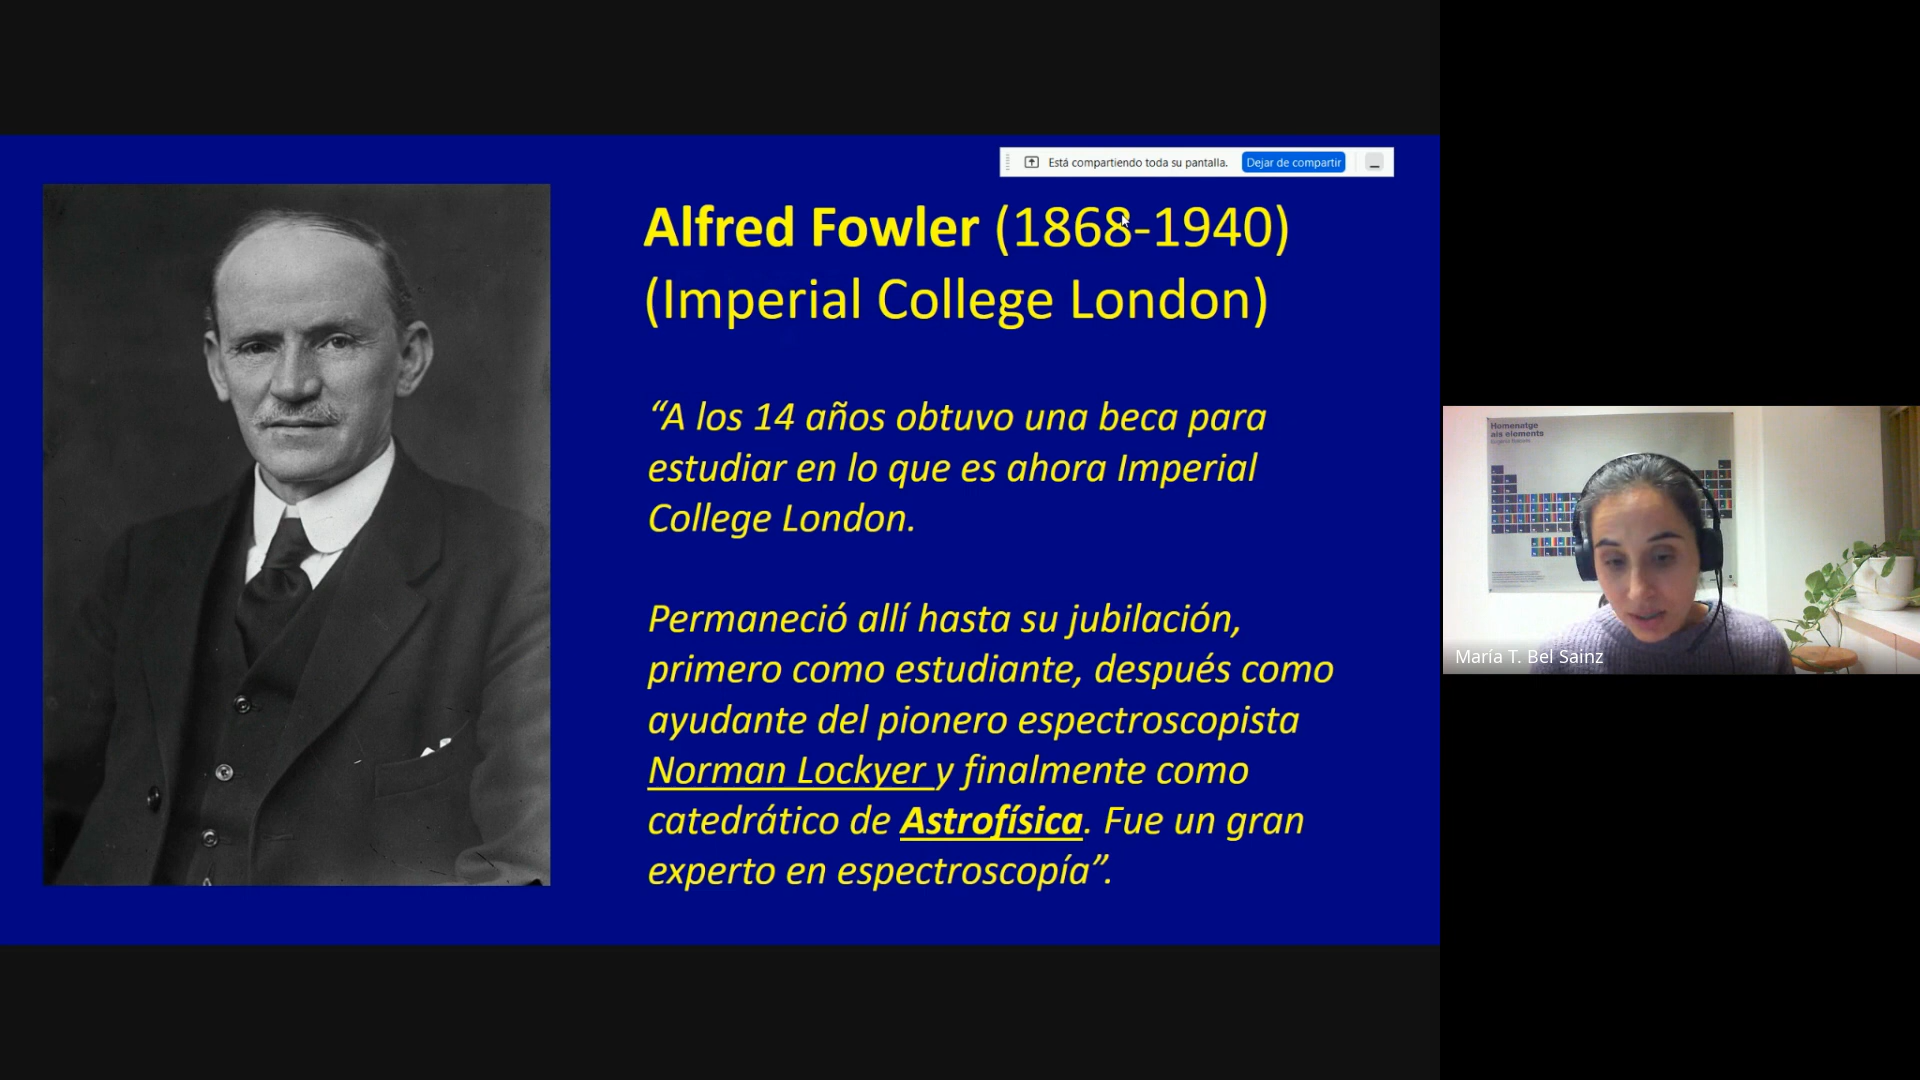 Está compartiendo toda su pantalla.
Dejar de compartir
Alfred Fowler (1868-1940)
(Imperial College London)
“A los 14 años obtuvo una beca para
estudiar en lo que es ahora Imperial
College London.
Permaneció allí hasta su jubilación,
primero como estudiante, después como
ayudante del pionero espectroscopista
Norman Lockyer y finalmente como
catedrático de Astrofísica. Fue un gran
experto en espectroscopía”.
Homenatge
als elements
María T. Bel Sainz